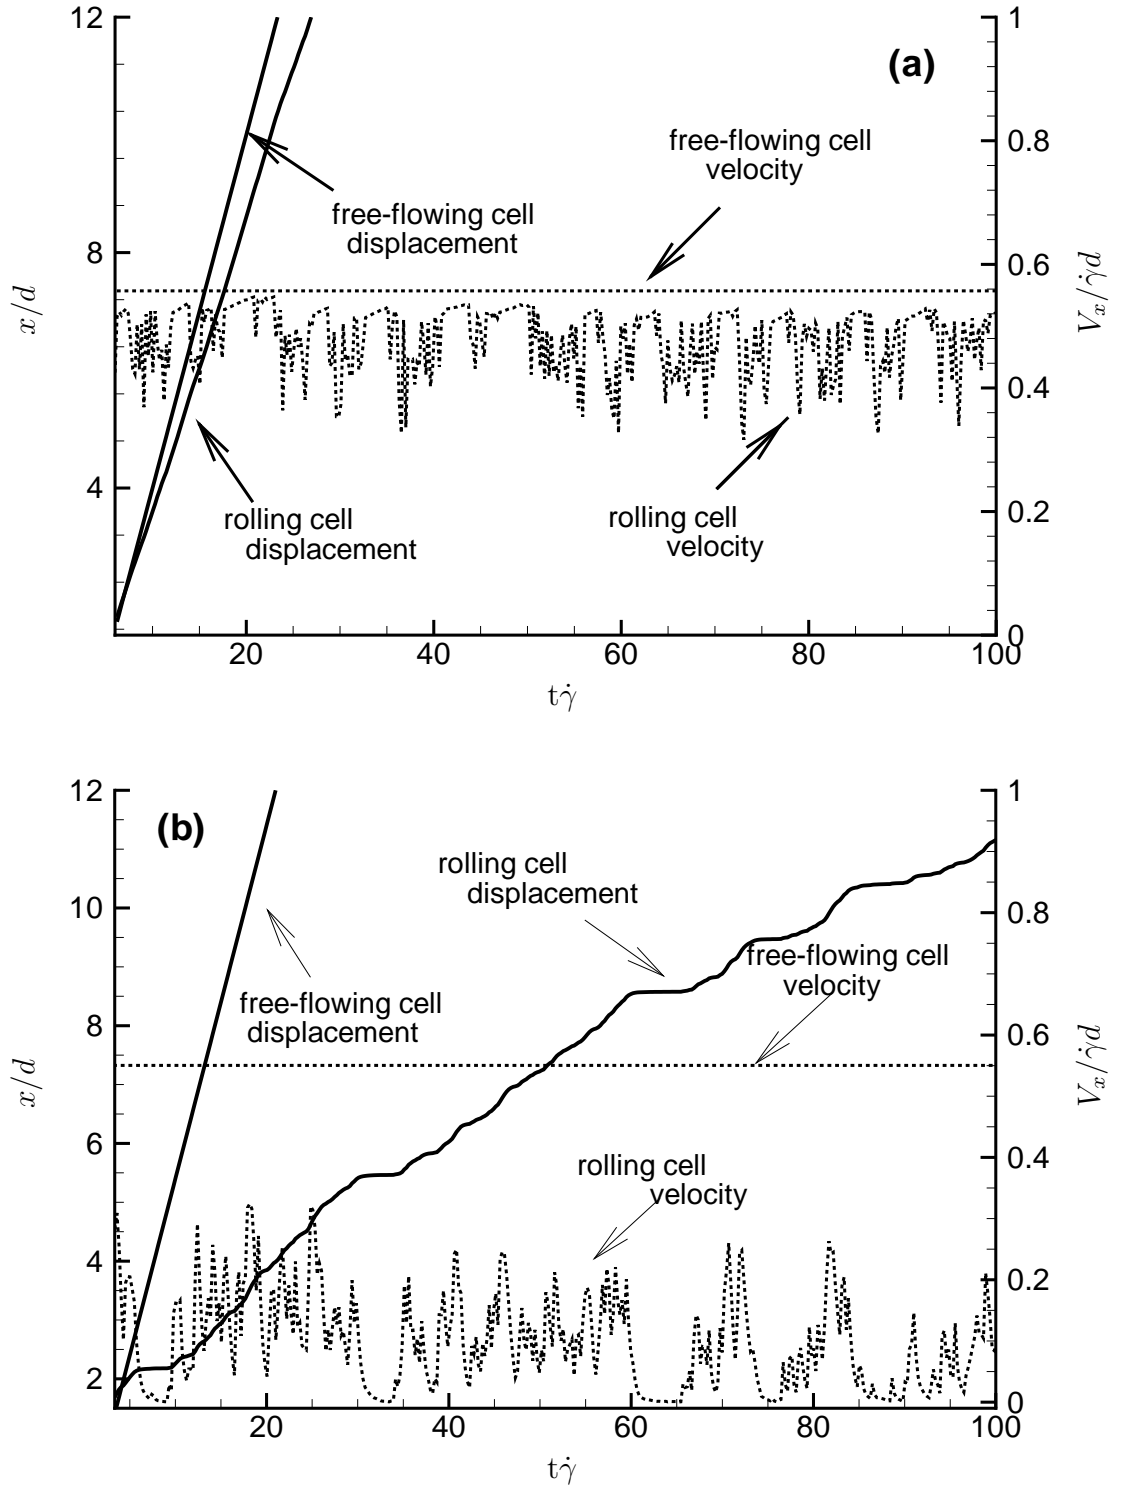 12
1
(a)
free-flowing cell
velocity
0.8
free-flowing cell
displacement
8
0.6
x/d
V_x/γ̇d
0.4
4
rolling cell
displacement
rolling cell
velocity
0.2
0
20
40
60
80
100
tγ̇
12
1
(b)
rolling cell
displacement
10
0.8
free-flowing cell
velocity
free-flowing cell
displacement
8
0.6
x/d
V_x/γ̇d
6
0.4
rolling cell
velocity
4
0.2
2
0
20
40
60
80
100
tγ̇